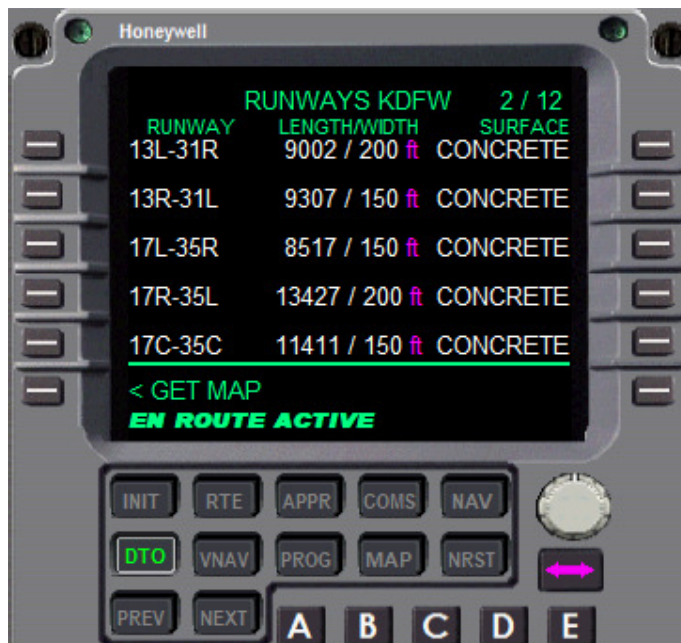 Honeywell
RUNWAYS KDFW 2 / 12
RUNWAY LENGTH/WIDTH SURFACE
13L-31R 9002 / 200 ft CONCRETE
13R-31L 9307 / 150 ft CONCRETE
17L-35R 8517 / 150 ft CONCRETE
17R-35L 13427 / 200 ft CONCRETE
17C-35C 11411 / 150 ft CONCRETE
< GET MAP
EN ROUTE ACTIVE
INIT RTE APPR COMS NAV
DTO VNAV PROG MAP NRST
PREV NEXT
A B C D E